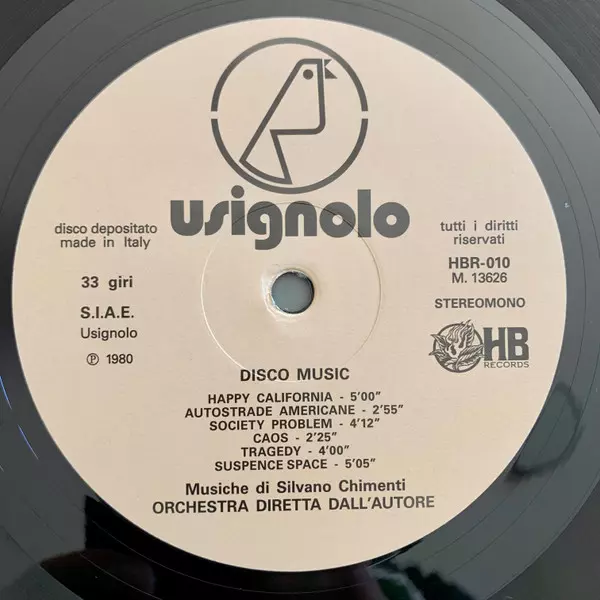 usignolo
disco depositato
made in Italy
tutti i diritti
riservati
33 giri
HBR-010
M. 13626
S.I.A.E.
Usignolo
STEREOMONO
Ⓟ 1980
HB
RECORDS
DISCO MUSIC
HAPPY CALIFORNIA - 5'00"
AUTOSTRADE AMERICANE - 2'55"
SOCIETY PROBLEM - 4'12"
CAOS - 2'25"
TRAGEDY - 4'00"
SUSPENCE SPACE - 5'05"
Musiche di Silvano Chimenti
ORCHESTRA DIRETTA DALL'AUTORE